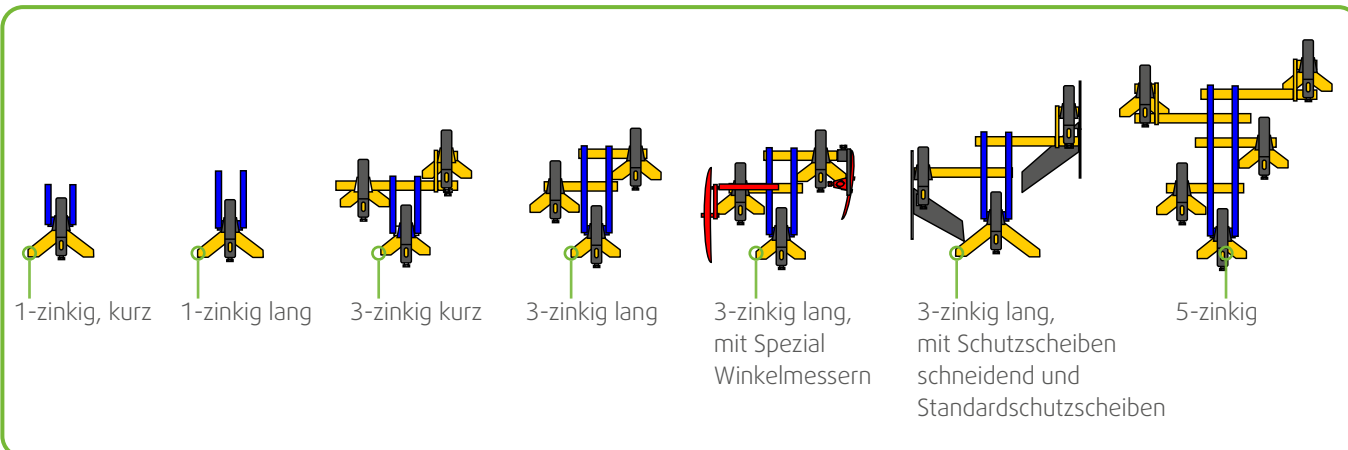 1-zinkig, kurz
1-zinkig lang
3-zinkig kurz
3-zinkig lang
3-zinkig lang,
mit Spezial
Winkelmessern
3-zinkig lang,
mit Schutzscheiben
schneidend und
Standardschutzscheiben
5-zinkig